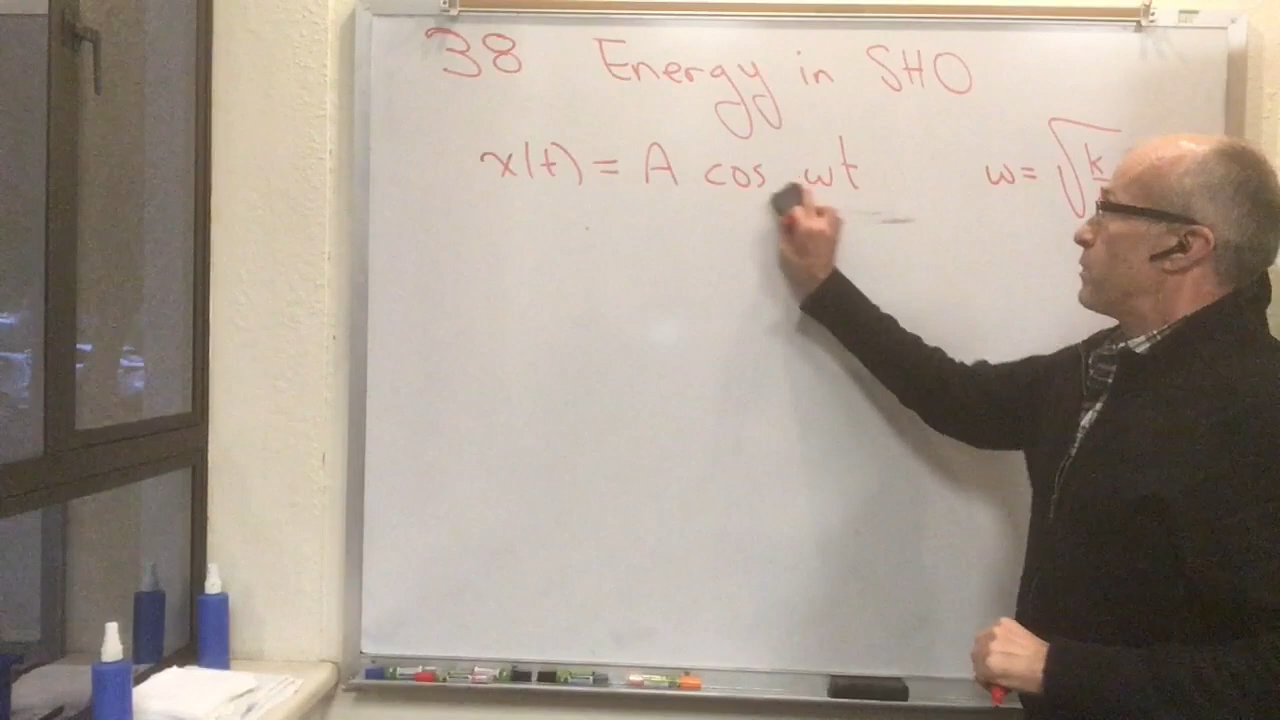 38 Energy in SHO
x(t) = A cos ωt ω = √k